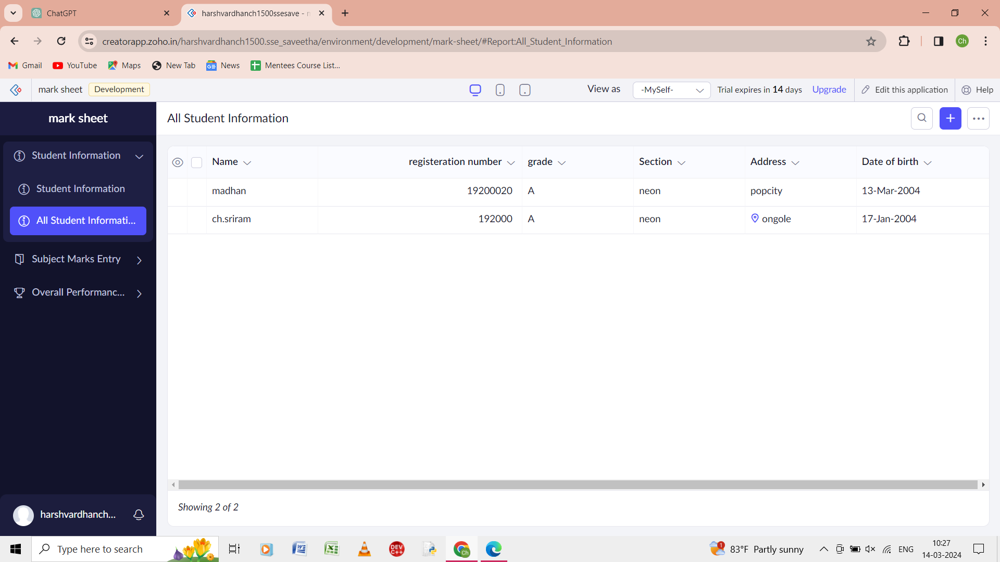 ChatGPT
harshvardhanch1500ssesave - 
creatorapp.zoho.in/harshvardhanch1500.sse_saveetha/environment/development/mark-sheet/#Report:All_Student_Information
Ch
Gmail YouTube Maps New Tab News Mentees Course List...
mark sheet Development View as -MySelf- Trial expires in 14 days Upgrade Edit this application Help
mark sheet
All Student Information
Student Information
Student Information
All Student Informati...
Subject Marks Entry
Overall Performanc...
Name registeration number grade Section Address Date of birth
madhan 19200020 A neon popcity 13-Mar-2004
ch.sriram 192000 A neon ongole 17-Jan-2004
Showing 2 of 2
harshvardhanch...
Type here to search
DEV C++
Ch
1
83°F Partly sunny
ENG
10:27
14-03-2024